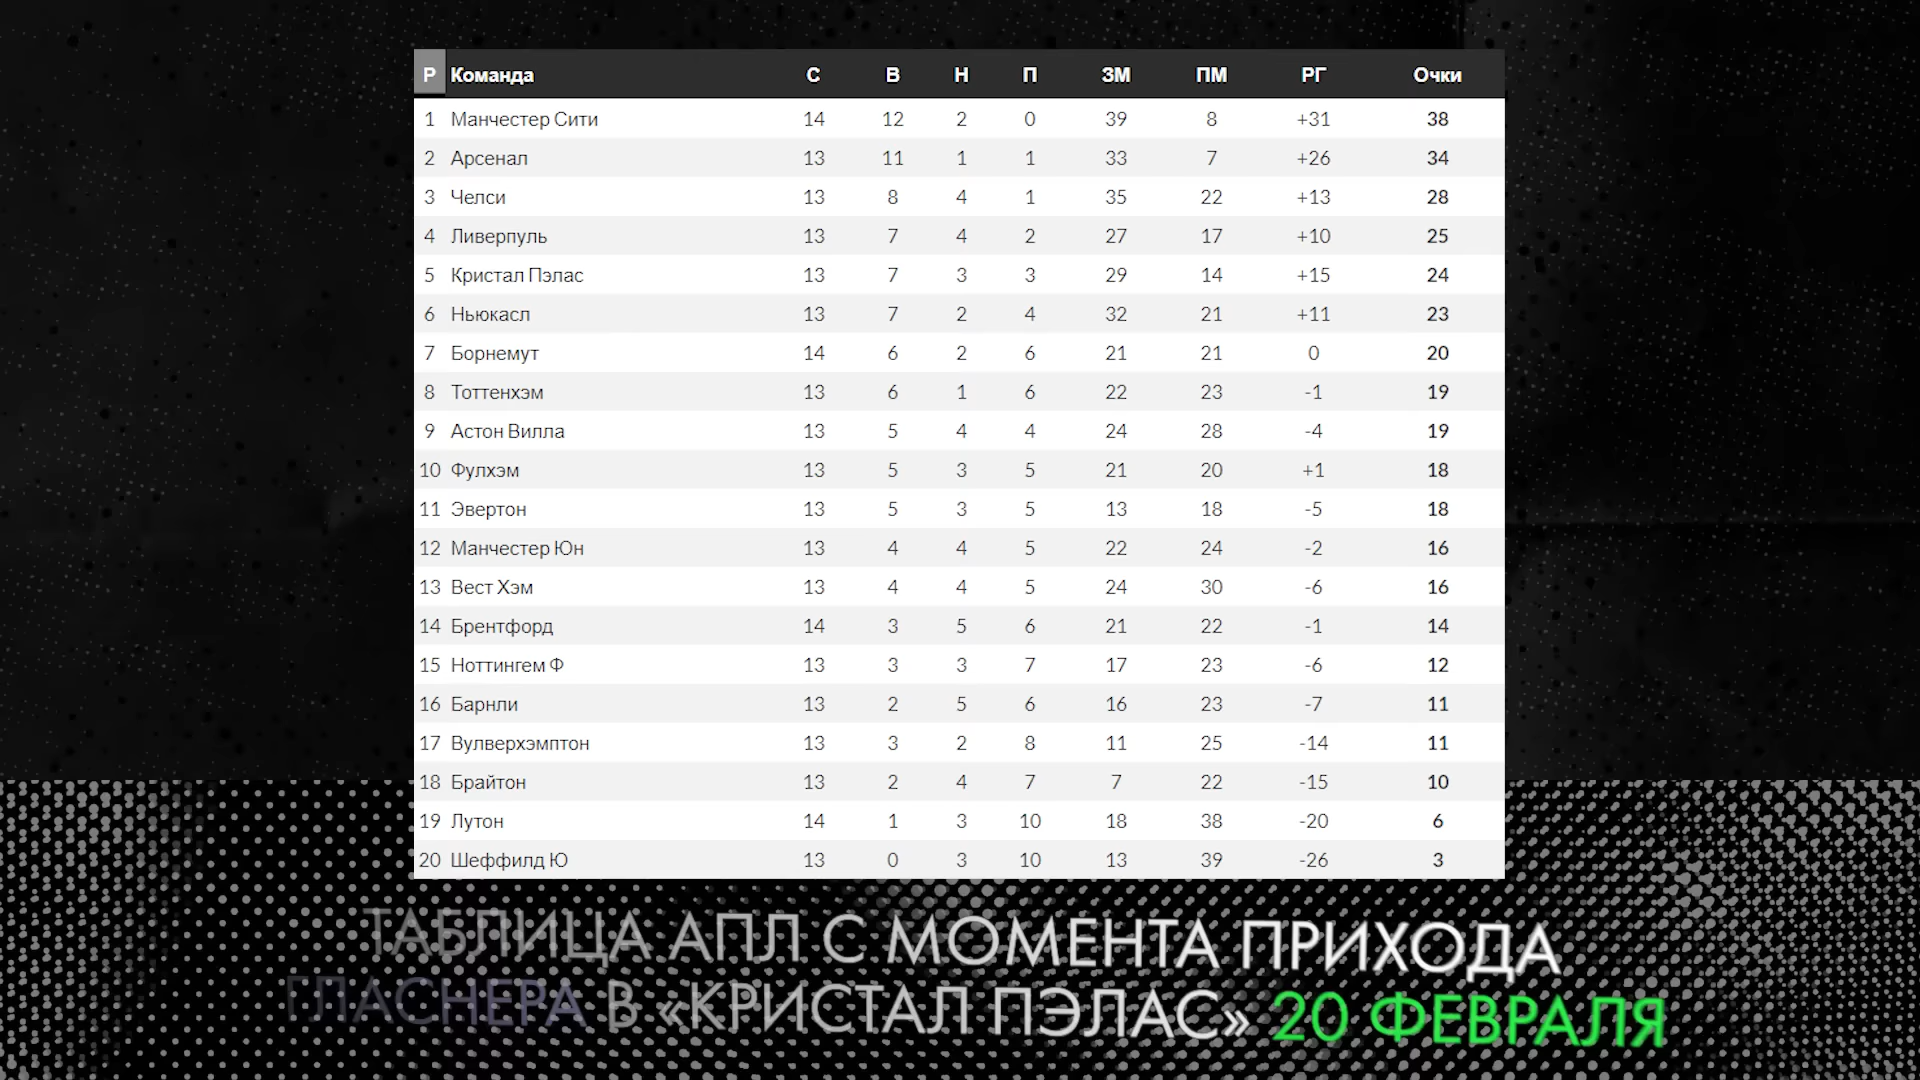 Р Команда С В Н П ЗМ ПМ РГ Очки
1 Манчестер Сити 14 12 2 0 39 8 +31 38
2 Арсенал 13 11 1 1 33 7 +26 34
3 Челси 13 8 4 1 35 22 +13 28
4 Ливерпуль 13 7 4 2 27 17 +10 25
5 Кристал Пэлас 13 7 3 3 29 14 +15 24
6 Ньюкасл 13 7 2 4 32 21 +11 23
7 Борнемут 14 6 2 6 21 21 0 20
8 Тоттенхэм 13 6 1 6 22 23 -1 19
9 Астон Вилла 13 5 4 4 24 28 -4 19
10 Фулхэм 13 5 3 5 21 20 +1 18
11 Эвертон 13 5 3 5 13 18 -5 18
12 Манчестер Юн 13 4 4 5 22 24 -2 16
13 Вест Хэм 13 4 4 5 24 30 -6 16
14 Брентфорд 14 3 5 6 21 22 -1 14
15 Ноттингем Ф 13 3 3 7 17 23 -6 12
16 Барнли 13 2 5 6 16 23 -7 11
17 Вулверхэмптон 13 3 2 8 11 25 -14 11
18 Брайтон 13 2 4 7 7 22 -15 10
19 Лутон 14 1 3 10 18 38 -20 6
20 Шеффилд Ю 13 0 3 10 13 39 -26 3
ТАБЛИЦА АПЛ С МОМЕНТА ПРИХОДА
ГЛАСНЕРА В «КРИСТАЛ ПЭЛАС» 20 ФЕВРАЛЯ